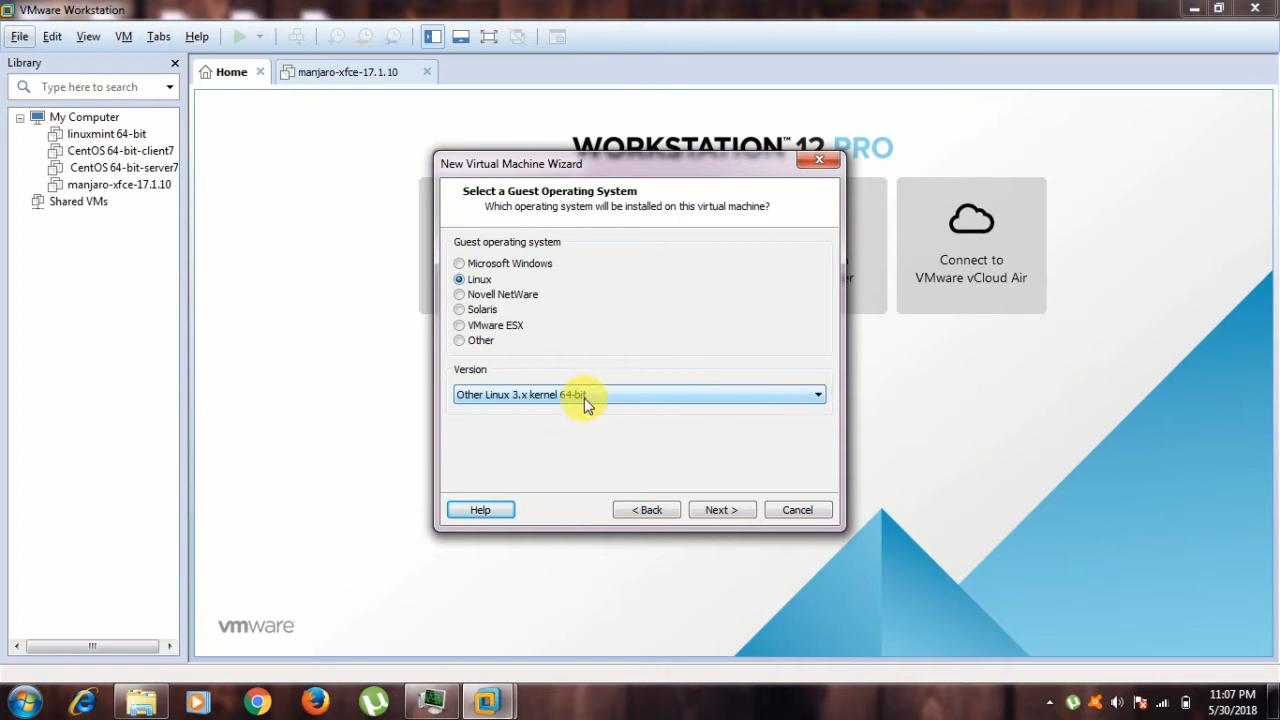 VMware Workstation
File Edit View VM Tabs Help
Library
Type here to search
My Computer
linuxmint 64-bit
CentOS 64-bit-client7
CentOS 64-bit-server7
manjaro-xfce-17.1.10
Shared VMs
Home
manjaro-xfce-17.1.10
WORKSTATION™ 12 PRO
Connect to
VMware vCloud Air
New Virtual Machine Wizard
Select a Guest Operating System
Which operating system will be installed on this virtual machine?
Guest operating system
Microsoft Windows
Linux
Novell NetWare
Solaris
VMware ESX
Other
Version
Other Linux 3.x kernel 64-bit
Help
< Back
Next >
Cancel
vmware
11:07 PM
5/30/2018